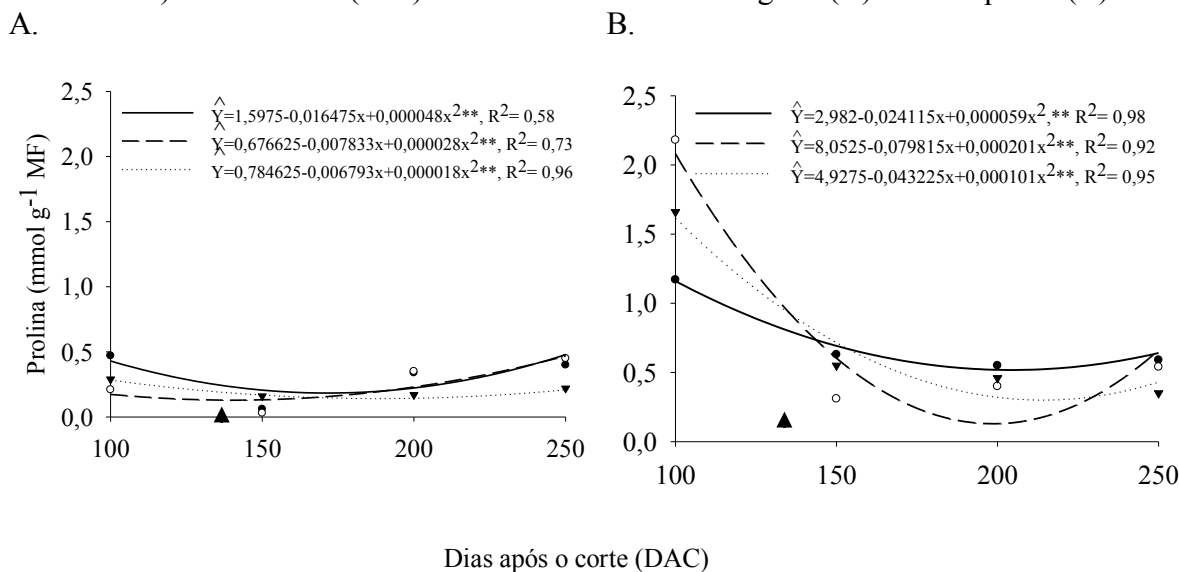 A.
B.
Ŷ=1,5975-0,016475x+0,000048x²**, R²= 0,58
Ŷ=0,676625-0,007833x+0,000028x²**, R²= 0,73
Ŷ=0,784625-0,006793x+0,000018x²**, R²= 0,96
Ŷ=2,982-0,024115x+0,000059x²,** R²= 0,98
Ŷ=8,0525-0,079815x+0,000201x²**, R²= 0,92
Ŷ=4,9275-0,043225x+0,000101x²**, R²= 0,95
Prolina (mmol g⁻¹ MF)
2,5
2,0
1,5
1,0
0,5
0,0
100 150 200 250
2,5
2,0
1,5
1,0
0,5
0,0
100 150 200 250
Dias após o corte (DAC)